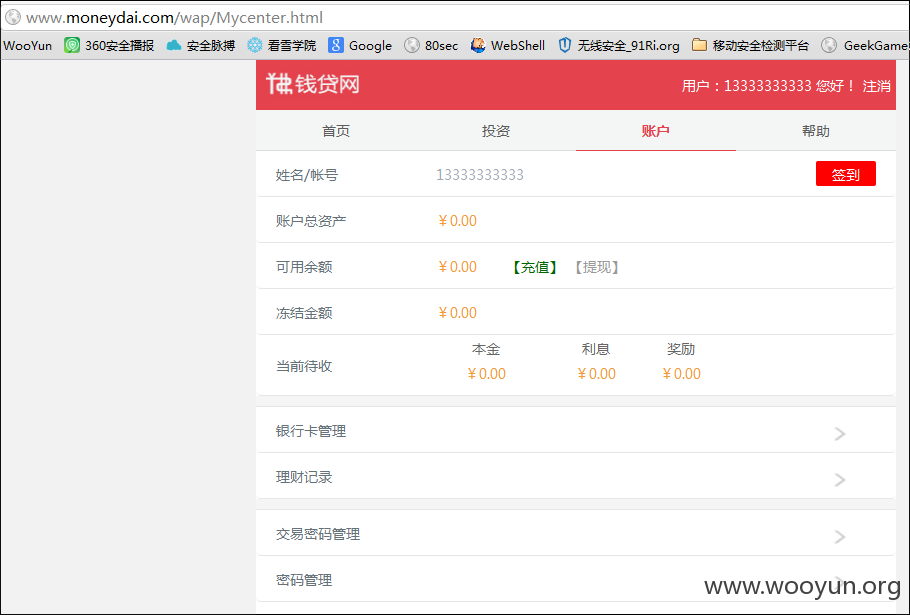 www.moneydai.com/wap/Mycenter.html
WooYun 360安全播报 安全脉搏 看雪学院 Google 80sec WebShell 无线安全_91Ri.org 移动安全检测平台 GeekGame
钱贷网 用户：13333333333 您好！ 注消
首页 投资 账户 帮助
姓名/帐号 13333333333 签到
账户总资产 ¥ 0.00
可用余额 ¥ 0.00 【充值】 【提现】
冻结金额 ¥ 0.00
本金 利息 奖励
当前待收 ¥ 0.00 ¥ 0.00 ¥ 0.00
银行卡管理
理财记录
交易密码管理
密码管理
www.wooyun.org